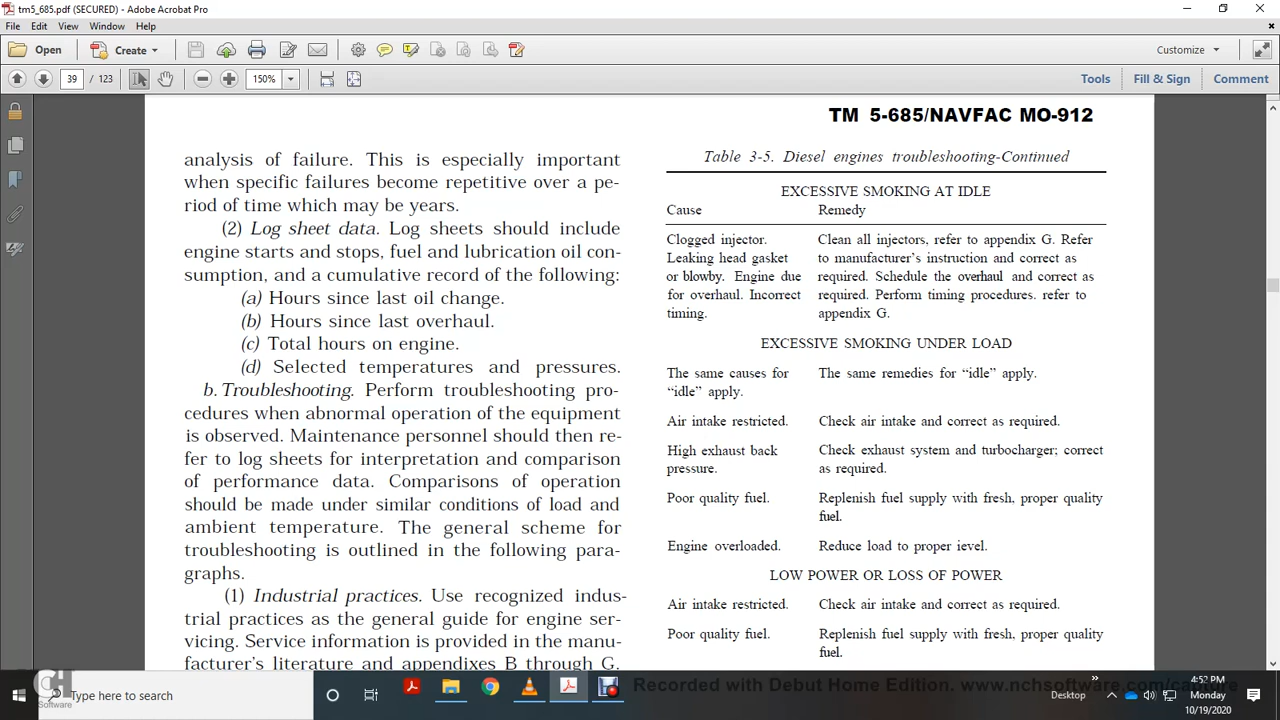 tm5_685.pdf (SECURED) - Adobe Acrobat Pro
File Edit View Window Help
Open Create Customize
39 / 123 150% Tools Fill & Sign Comment
TM 5-685/NAVFAC MO-912
analysis of failure. This is especially important
when specific failures become repetitive over a pe-
riod of time which may be years.
(2) Log sheet data. Log sheets should include
engine starts and stops, fuel and lubrication oil con-
sumption, and a cumulative record of the following:
(a) Hours since last oil change.
(b) Hours since last overhaul.
(c) Total hours on engine.
(d) Selected temperatures and pressures.
b. Troubleshooting. Perform troubleshooting pro-
cedures when abnormal operation of the equipment
is observed. Maintenance personnel should then re-
fer to log sheets for interpretation and comparison
of performance data. Comparisons of operation
should be made under similar conditions of load and
ambient temperature. The general scheme for
troubleshooting is outlined in the following para-
graphs.
(1) Industrial practices. Use recognized indus-
trial practices as the general guide for engine ser-
vicing. Service information is provided in the manu-
facturer's literature and appendixes B through G.
Table 3-5. Diesel engines troubleshooting-Continued
EXCESSIVE SMOKING AT IDLE
Cause Remedy
Clogged injector. Clean all injectors, refer to appendix G. Refer
Leaking head gasket to manufacturer's instruction and correct as
or blowby. Engine due required. Schedule the overhaul and correct as
for overhaul. Incorrect required. Perform timing procedures. refer to
timing. appendix G.
EXCESSIVE SMOKING UNDER LOAD
The same causes for The same remedies for “idle” apply.
“idle” apply.
Air intake restricted. Check air intake and correct as required.
High exhaust back Check exhaust system and turbocharger; correct
pressure. as required.
Poor quality fuel. Replenish fuel supply with fresh, proper quality
fuel.
Engine overloaded. Reduce load to proper ievel.
LOW POWER OR LOSS OF POWER
Air intake restricted. Check air intake and correct as required.
Poor quality fuel. Replenish fuel supply with fresh, proper quality
fuel.
Software
Type here to search
Recorded with Debut Home Edition. www.nchsoftware.com/capture
Desktop
4:52 PM
Monday
10/19/2020